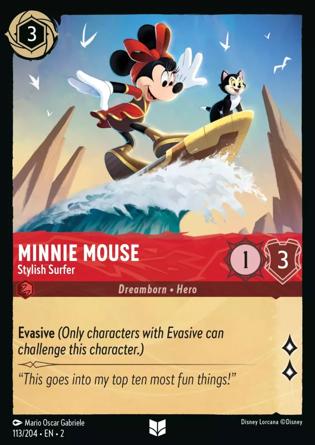 3
MINNIE MOUSE
Stylish Surfer
1 3
Dreamborn • Hero
Evasive (Only characters with Evasive can
challenge this character.)
“This goes into my top ten most fun things!”
Mario Oscar Gabriele
113/204 • EN • 2
Disney Lorcana ©Disney